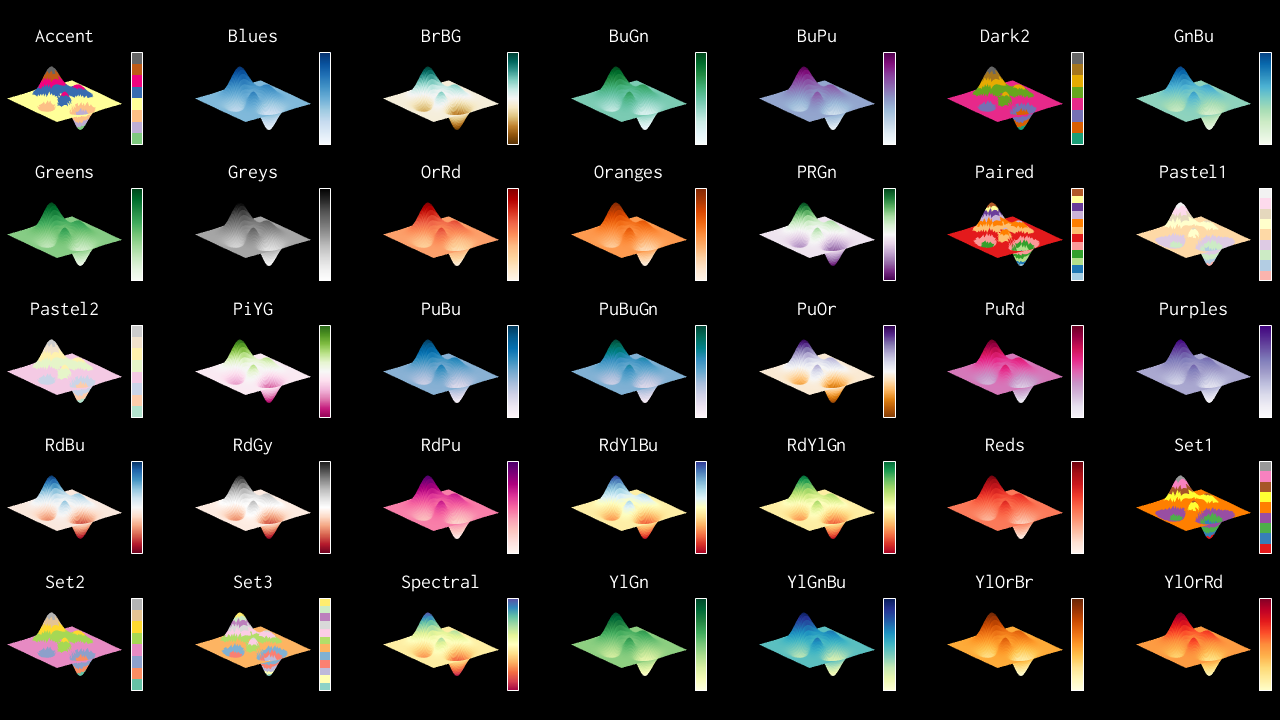 Accent Blues BrBG BuGn BuPu Dark2 GnBu
Greens Greys OrRd Oranges PRGn Paired Pastel1
Pastel2 PiYG PuBu PuBuGn PuOr PuRd Purples
RdBu RdGy RdPu RdYlBu RdYlGn Reds Set1
Set2 Set3 Spectral YlGn YlGnBu YlOrBr YlOrRd